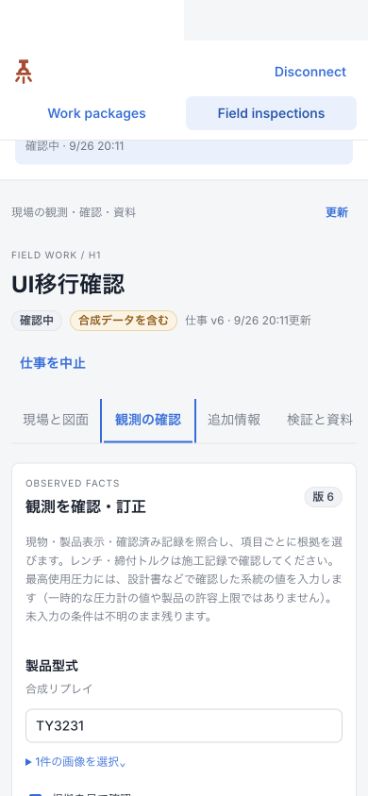 Disconnect
Work packages
Field inspections
確認中 · 9/26 20:11
現場の観測・確認・資料
更新
FIELD WORK / H1
UI移行確認
確認中
合成データを含む
仕事 v6 · 9/26 20:11更新
仕事を中止
現場と図面
観測の確認
追加情報
検証と資料
OBSERVED FACTS
観測を確認・訂正
版 6
現物・製品表示・確認済み記録を照合し、項目ごとに根拠を選
びます。レンチ・締付トルクは施工記録で確認してください。
最高使用圧力には、設計書などで確認した系統の値を入力しま
す（一時的な圧力計の値や製品の許容上限ではありません）。
未入力の条件は不明のまま残ります。
製品型式
合成リプレイ
TY3231
1件の画像を選択